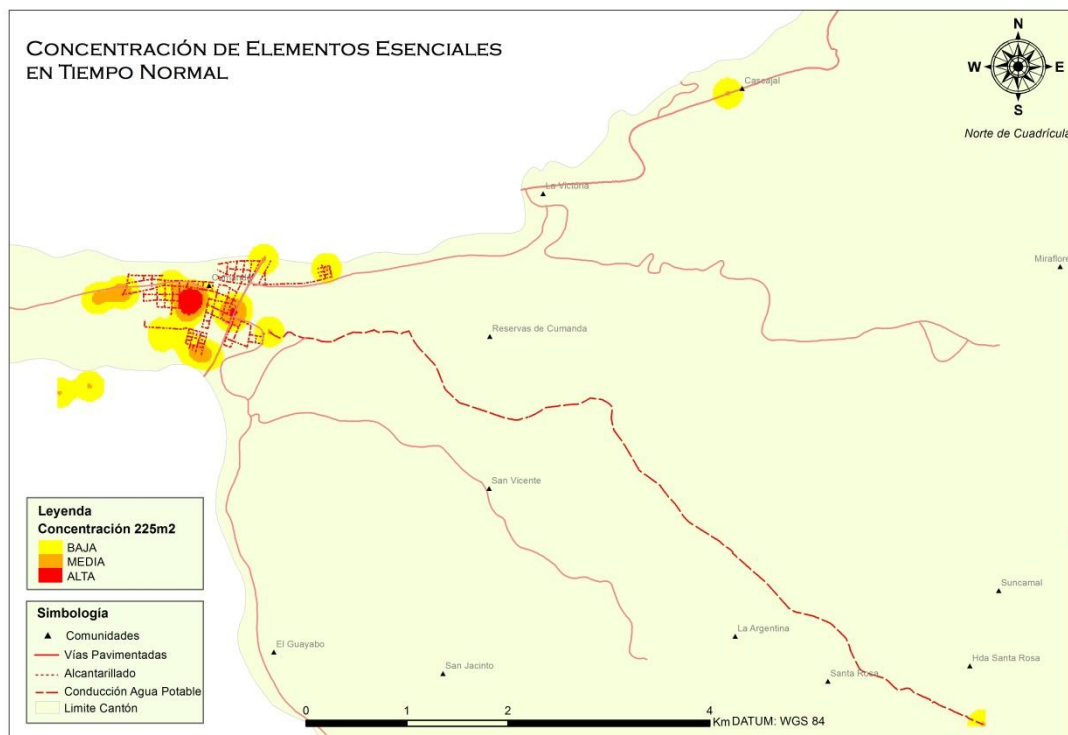 CONCENTRACIÓN DE ELEMENTOS ESENCIALES
EN TIEMPO NORMAL
N
W E
S
Norte de Cuadrícula
Cascajal
La Victoria
Miraflore
Reservas de Cumanda
San Vicente
Suncamal
La Argentina
El Guayabo
San Jacinto
Hda Santa Rosa
Santa Rosa
Leyenda
Concentración 225m2
BAJA
MEDIA
ALTA
Simbología
Comunidades
Vías Pavimentadas
Alcantarillado
Conducción Agua Potable
Limite Cantón
0 1 2 4
Km DATUM: WGS 84